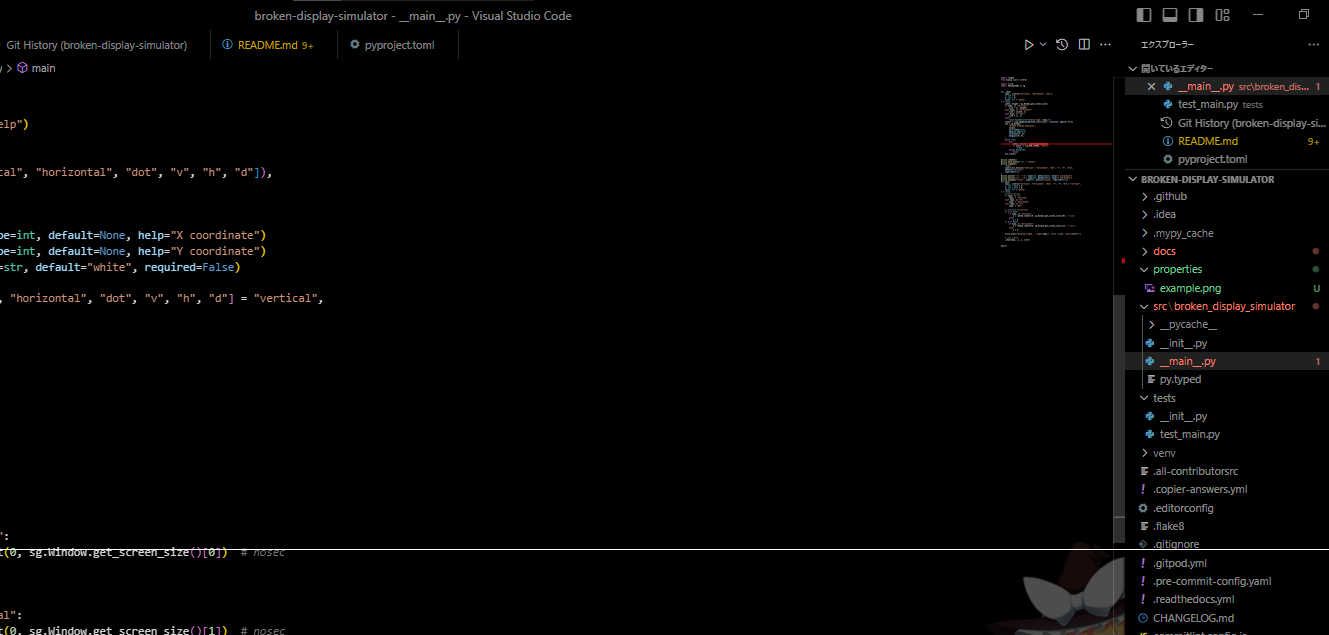 broken-display-simulator - __main__.py - Visual Studio Code
Git History (broken-display-simulator)
README.md 9+
pyproject.toml
main
elp")
cal", "horizontal", "dot", "v", "h", "d"]),
pe=int, default=None, help="X coordinate")
pe=int, default=None, help="Y coordinate")
=str, default="white", required=False)
, "horizontal", "dot", "v", "h", "d"] = "vertical",
":
t(0, sg.Window.get_screen_size()[0]) # nosec
al":
t(0, sg.Window.get_screen_size()[1]) # nosec
エクスプローラー
開いているエディター
__main__.py src\broken_dis... 1
test_main.py tests
Git History (broken-display-si...
README.md 9+
pyproject.toml
BROKEN-DISPLAY-SIMULATOR
.github
.idea
.mypy_cache
docs
properties
example.png U
src\broken_display_simulator
__pycache__
__init__.py
__main__.py 1
py.typed
tests
__init__.py
test_main.py
venv
.all-contributorsrc
.copier-answers.yml
.editorconfig
.flake8
.gitignore
.gitpod.yml
.pre-commit-config.yaml
.readthedocs.yml
CHANGELOG.md